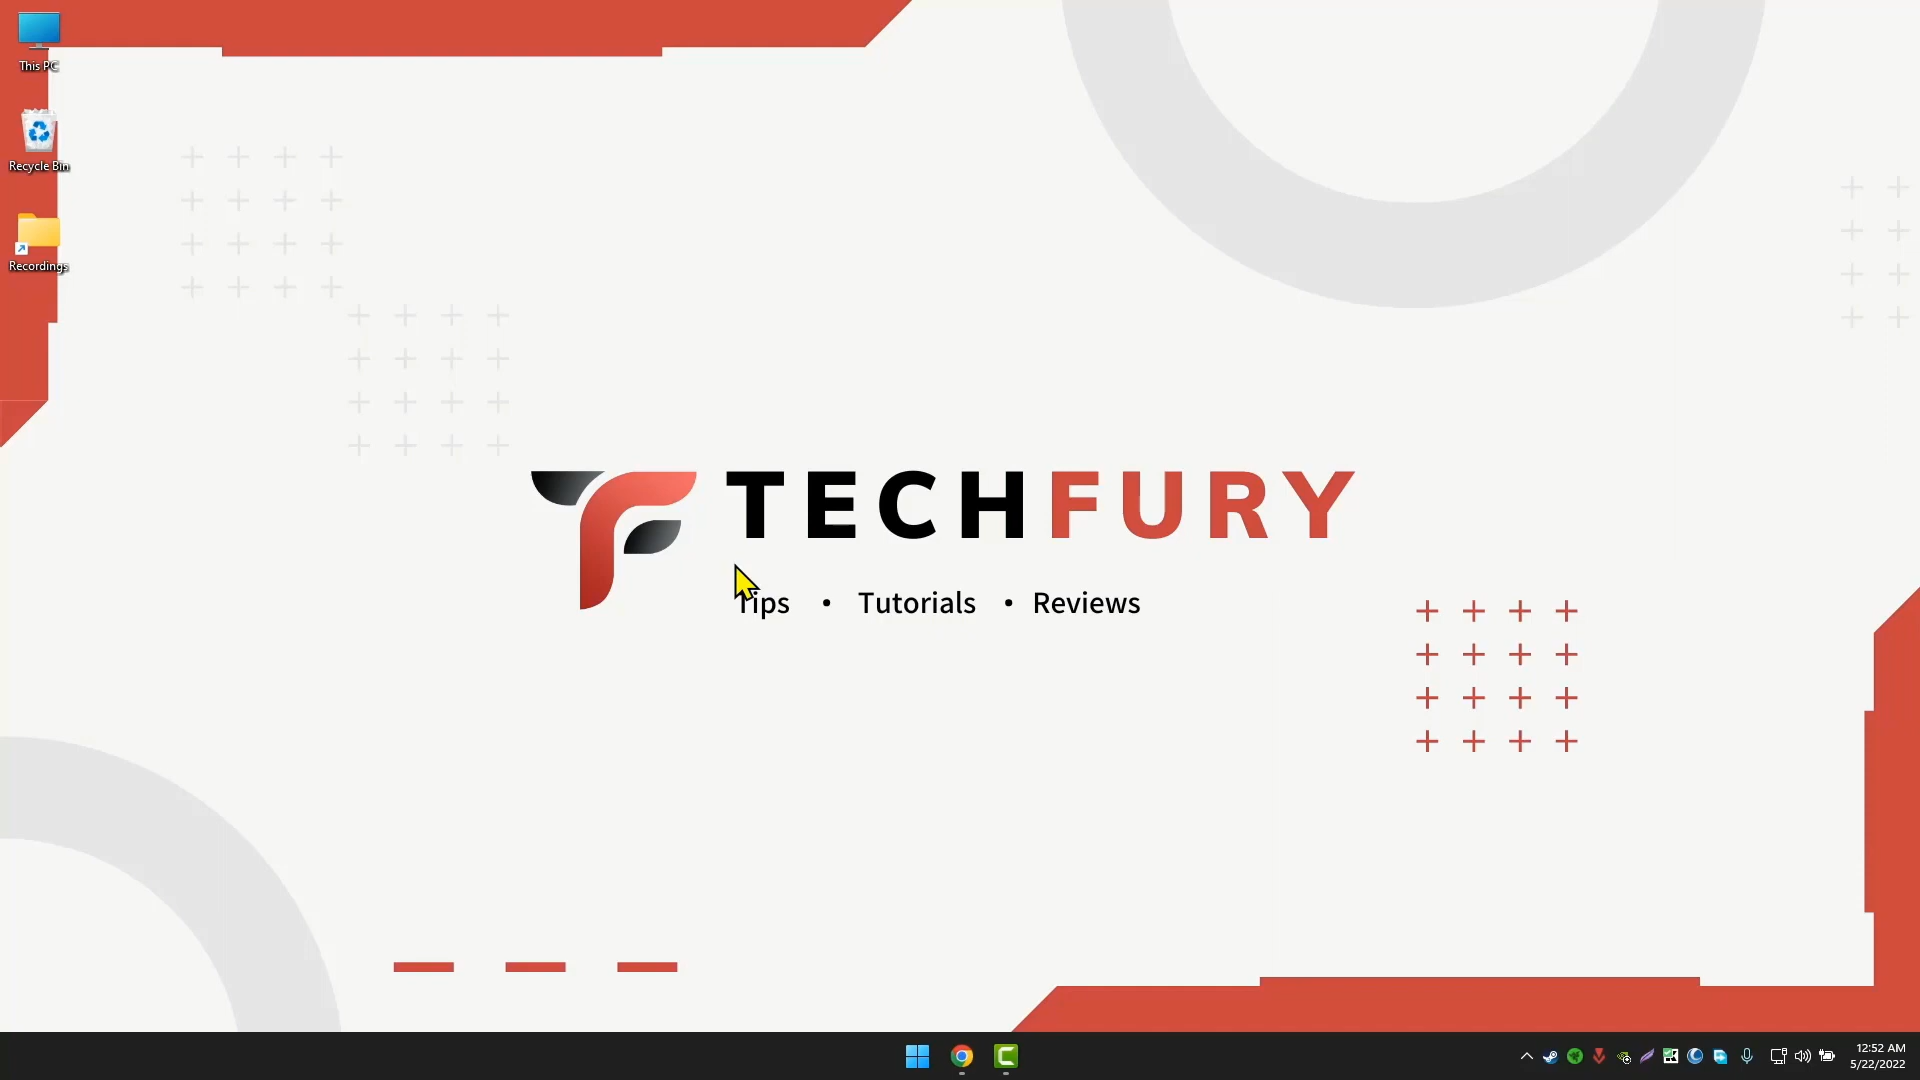 This PC
Recycle Bin
Recordings
TECHFURY
Tips • Tutorials • Reviews
12:52 AM
5/22/2022